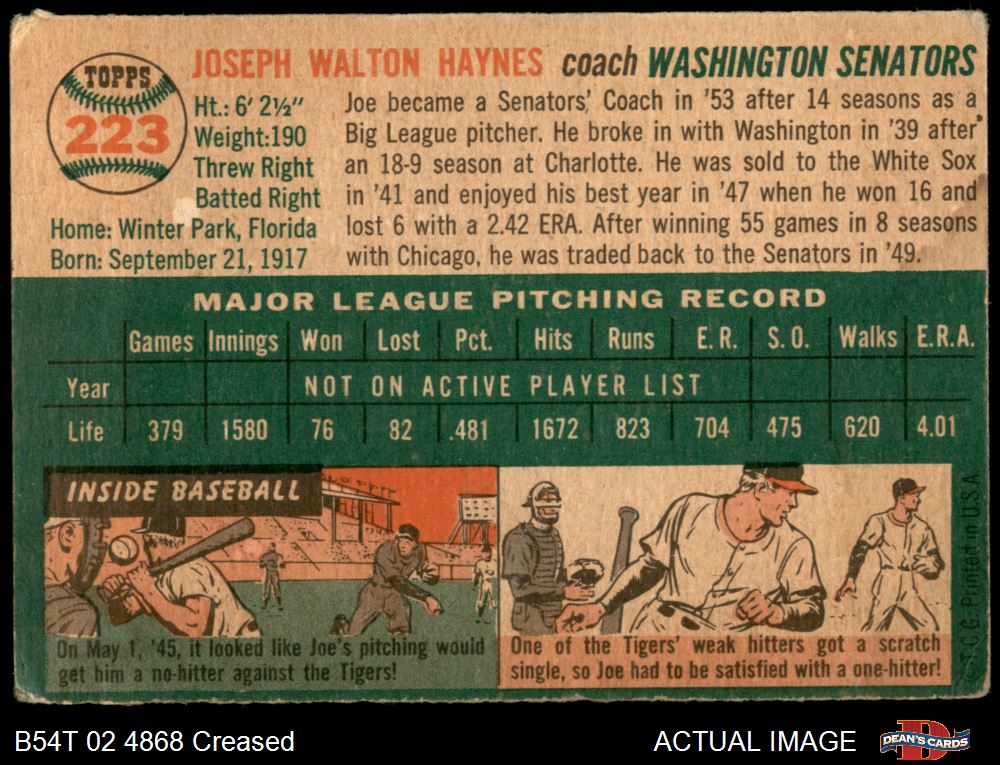 TOPPS
223
JOSEPH WALTON HAYNES coach WASHINGTON SENATORS
Ht.: 6' 2½"
Weight:190
Threw Right
Batted Right
Home: Winter Park, Florida
Born: September 21, 1917
Joe became a Senators' Coach in '53 after 14 seasons as a
Big League pitcher. He broke in with Washington in '39 after
an 18-9 season at Charlotte. He was sold to the White Sox
in '41 and enjoyed his best year in '47 when he won 16 and
lost 6 with a 2.42 ERA. After winning 55 games in 8 seasons
with Chicago, he was traded back to the Senators in '49.
MAJOR LEAGUE PITCHING RECORD
Games Innings Won Lost Pct. Hits Runs E.R. S.O. Walks E.R.A.
Year NOT ON ACTIVE PLAYER LIST
Life 379 1580 76 82 .481 1672 823 704 475 620 4.01
INSIDE BASEBALL
On May 1, '45, it looked like Joe's pitching would
get him a no-hitter against the Tigers!
One of the Tigers' weak hitters got a scratch
single, so Joe had to be satisfied with a one-hitter!
T.C.G. Printed in U.S.A.
B54T 02 4868 Creased
ACTUAL IMAGE
D
DEAN'S CARDS